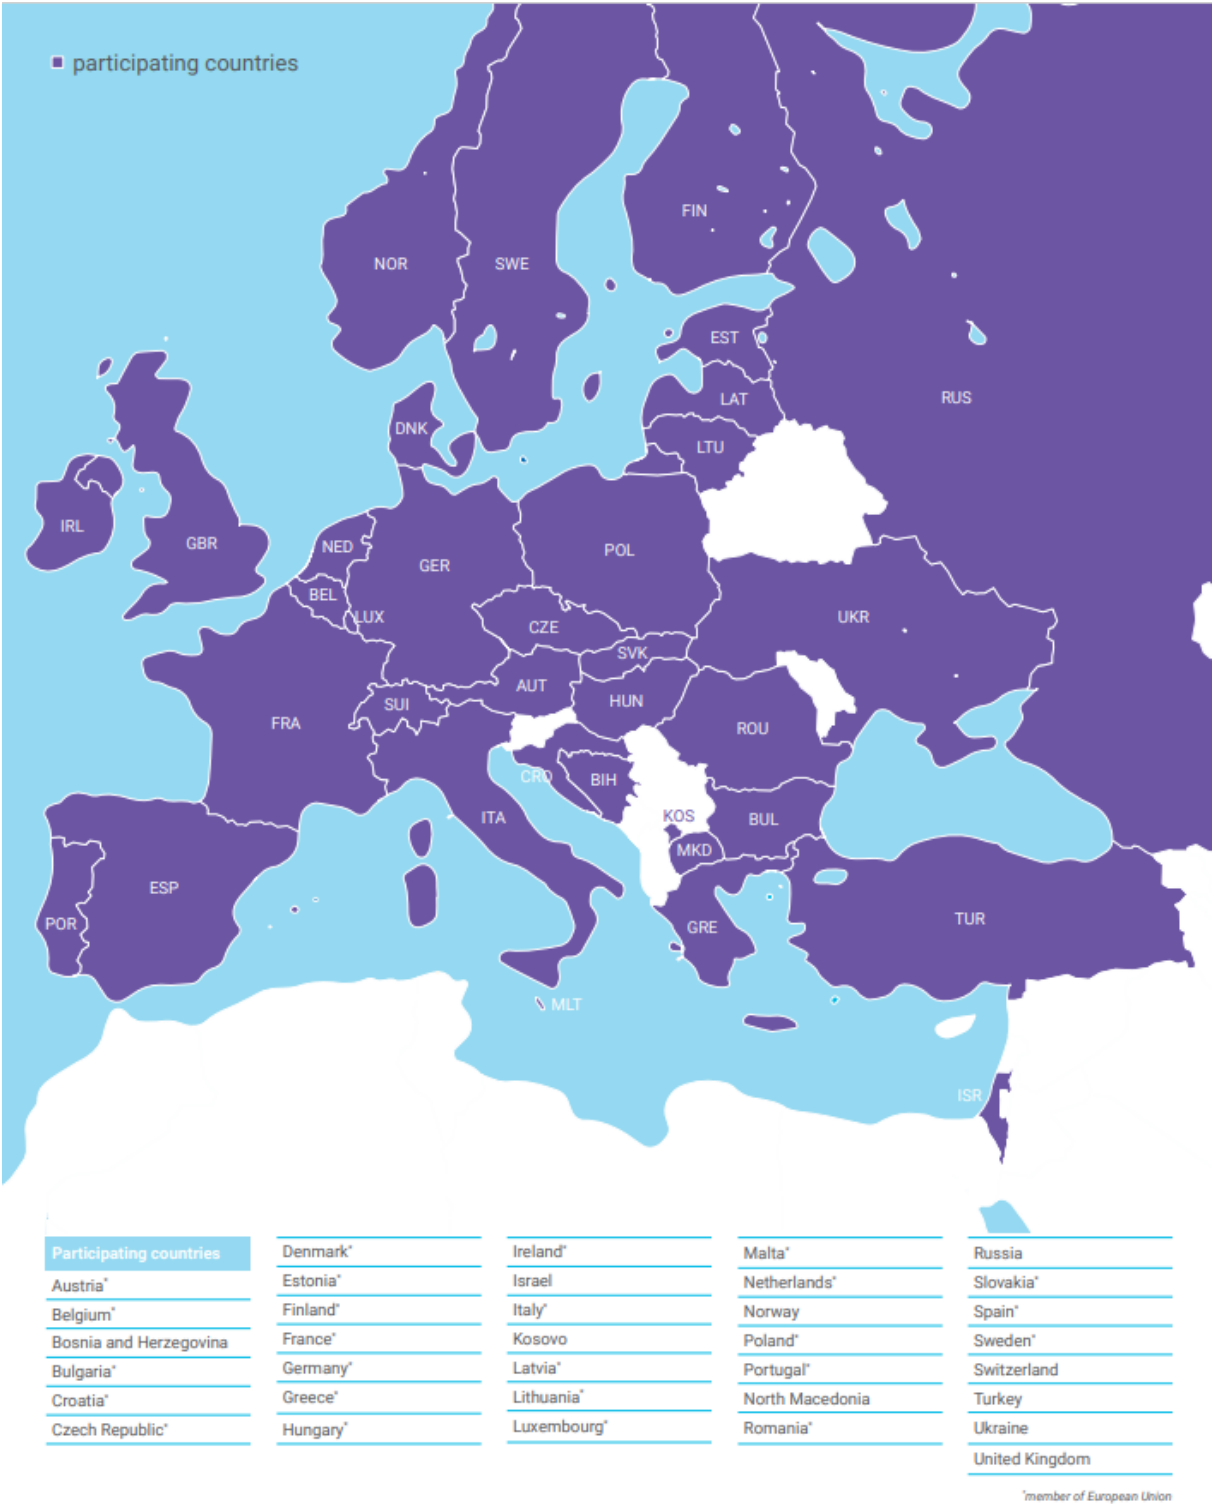 participating countries
FIN
NOR
SWE
EST
RUS
LAT
DNK
LTU
IRL
GBR
NED
POL
GER
BEL
LUX
UKR
CZE
SVK
AUT
HUN
SUI
FRA
ROU
CRO
BIH
ITA
KOS
BUL
MKD
ESP
POR
GRE
TUR
MLT
ISR
Participating countries
Austria*
Belgium*
Bosnia and Herzegovina
Bulgaria*
Croatia*
Czech Republic*
Denmark*
Estonia*
Finland*
France*
Germany*
Greece*
Hungary*
Ireland*
Israel
Italy*
Kosovo
Latvia*
Lithuania*
Luxembourg*
Malta*
Netherlands*
Norway
Poland*
Portugal*
North Macedonia
Romania*
Russia
Slovakia*
Spain*
Sweden*
Switzerland
Turkey
Ukraine
United Kingdom
*member of European Union